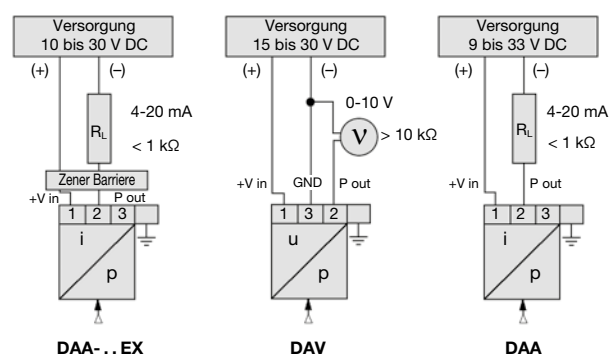 Versorgung
10 bis 30 V DC
(+) (–)
R_L
4-20 mA
< 1 kΩ
Zener Barriere
+V in P out
1 2 3
i
p
DAA- . . EX
Versorgung
15 bis 30 V DC
(+) (–)
0-10 V
V
> 10 kΩ
+V in GND P out
1 3 2
u
p
DAV
Versorgung
9 bis 33 V DC
(+) (–)
R_L
4-20 mA
< 1 kΩ
+V in P out
1 2 3
i
p
DAA